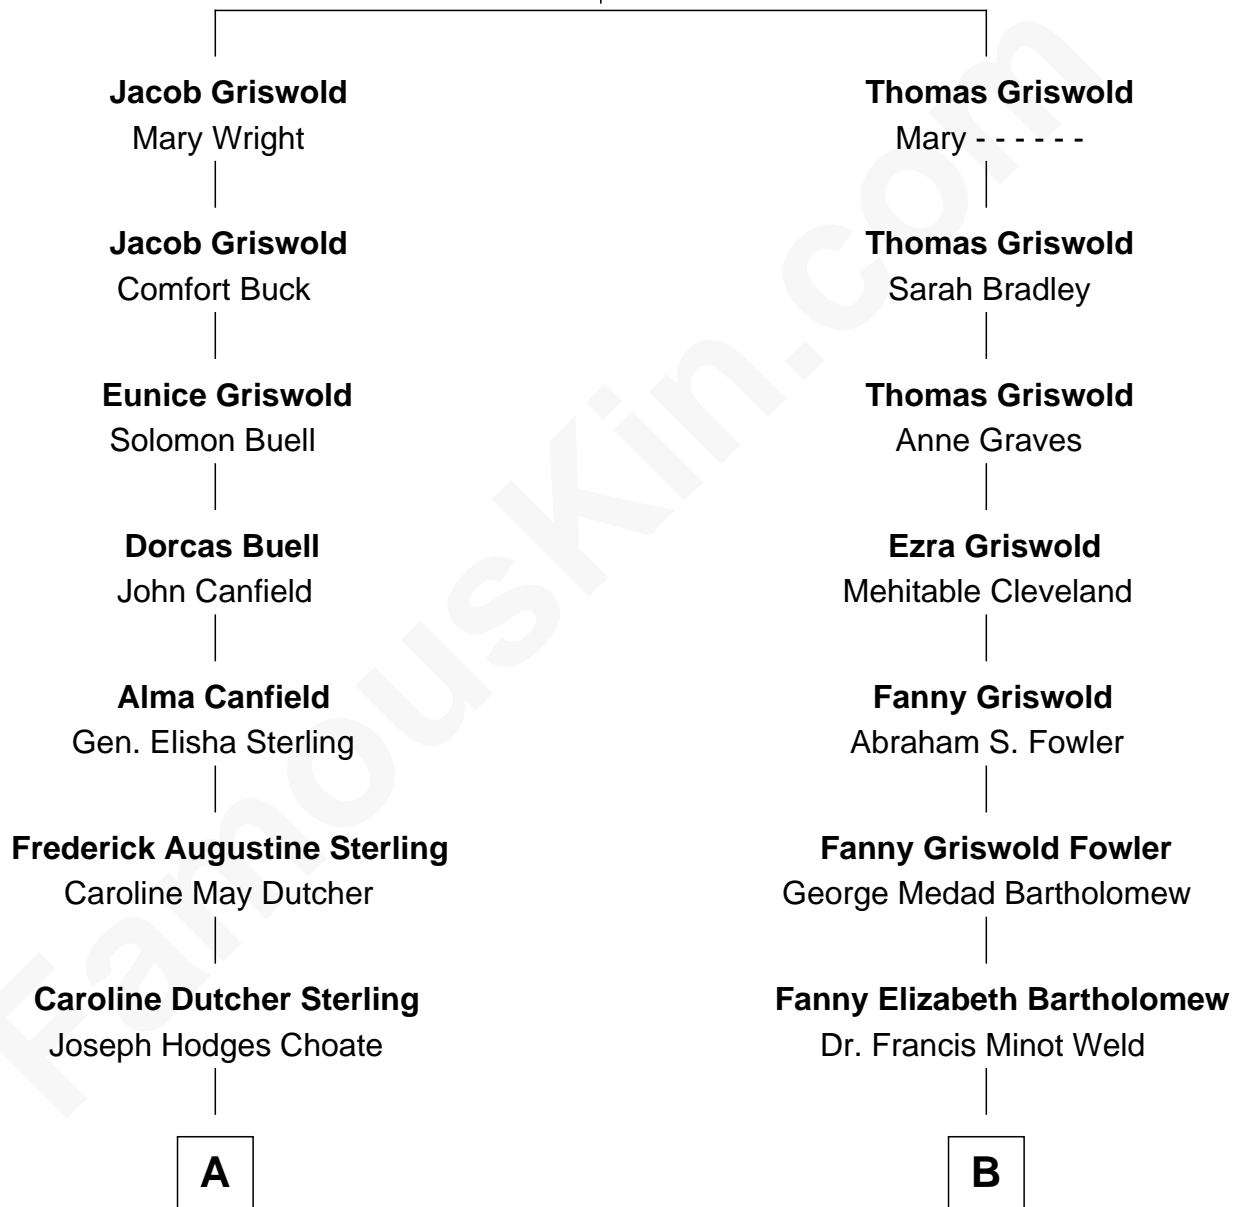 Jacob Griswold
Mary Wright
Jacob Griswold
Comfort Buck
Eunice Griswold
Solomon Buell
Dorcas Buell
John Canfield
Alma Canfield
Gen. Elisha Sterling
Frederick Augustine Sterling
Caroline May Dutcher
Caroline Dutcher Sterling
Joseph Hodges Choate
A
Thomas Griswold
Mary - - - - - -
Thomas Griswold
Sarah Bradley
Thomas Griswold
Anne Graves
Ezra Griswold
Mehitable Cleveland
Fanny Griswold
Abraham S. Fowler
Fanny Griswold Fowler
George Medad Bartholomew
Fanny Elizabeth Bartholomew
Dr. Francis Minot Weld
B
FamousKin.com